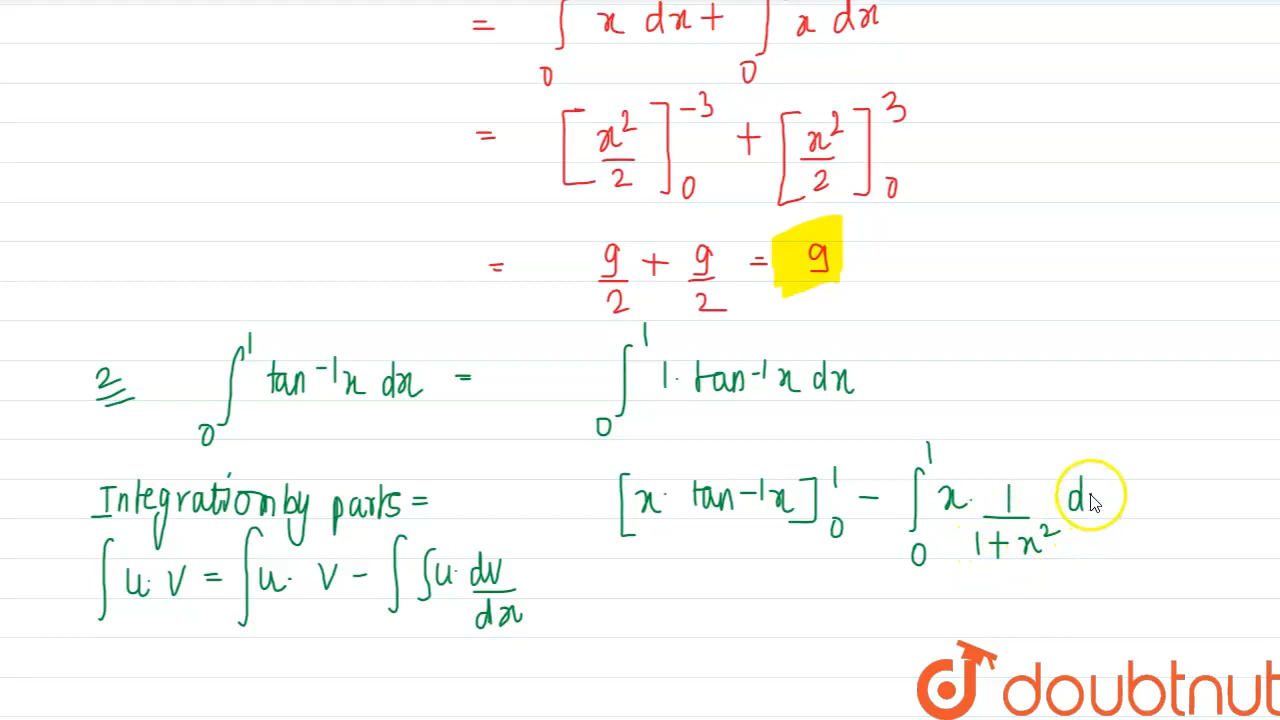 = ∫₀ x dx + ∫₀ x dx
= [x²/2]₀⁻³ + [x²/2]₀³
= 9/2 + 9/2 = 9
2 ∫₀¹ tan⁻¹x dx = ∫₀¹ 1. tan⁻¹x dx
Integration by parts = [x. tan⁻¹x]₀¹ − ∫₀¹ x. 1/(1+x²) d
∫u.v = ∫u. v − ∫∫u. dv/dx
doubtnut